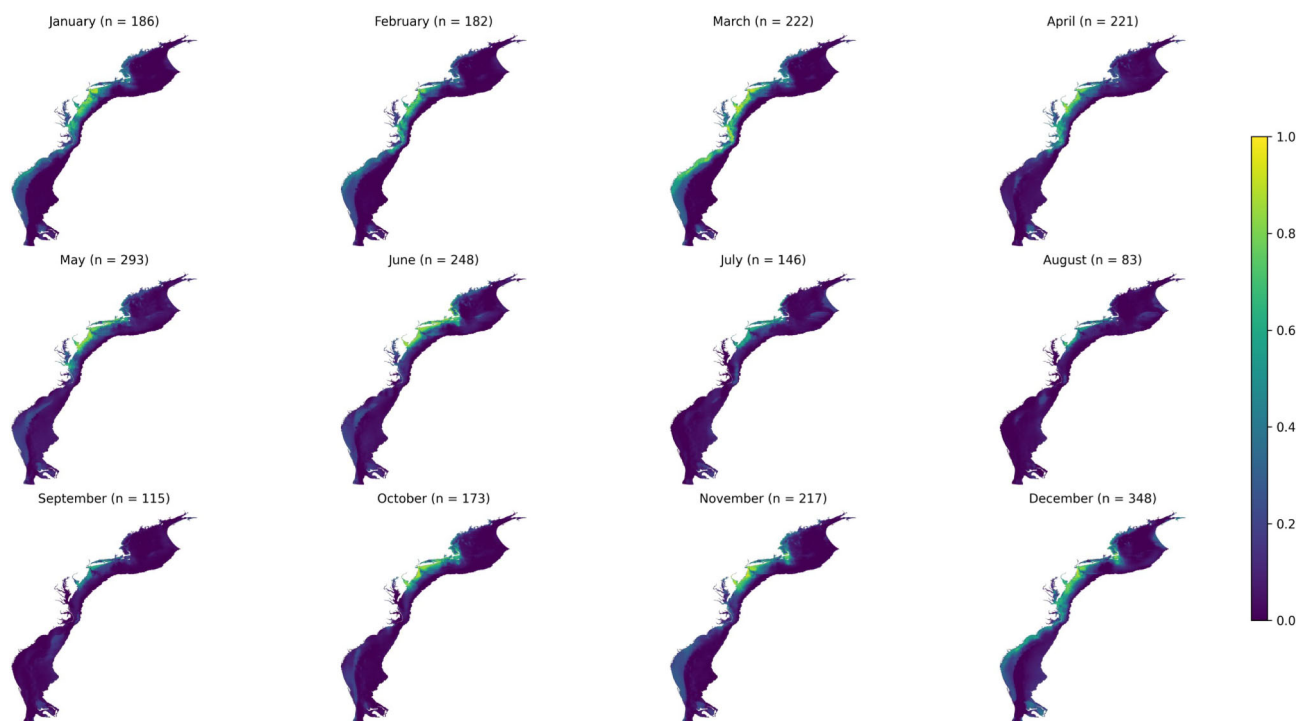 January (n = 186)
February (n = 182)
March (n = 222)
April (n = 221)
May (n = 293)
June (n = 248)
July (n = 146)
August (n = 83)
September (n = 115)
October (n = 173)
November (n = 217)
December (n = 348)
1.0
0.8
0.6
0.4
0.2
0.0